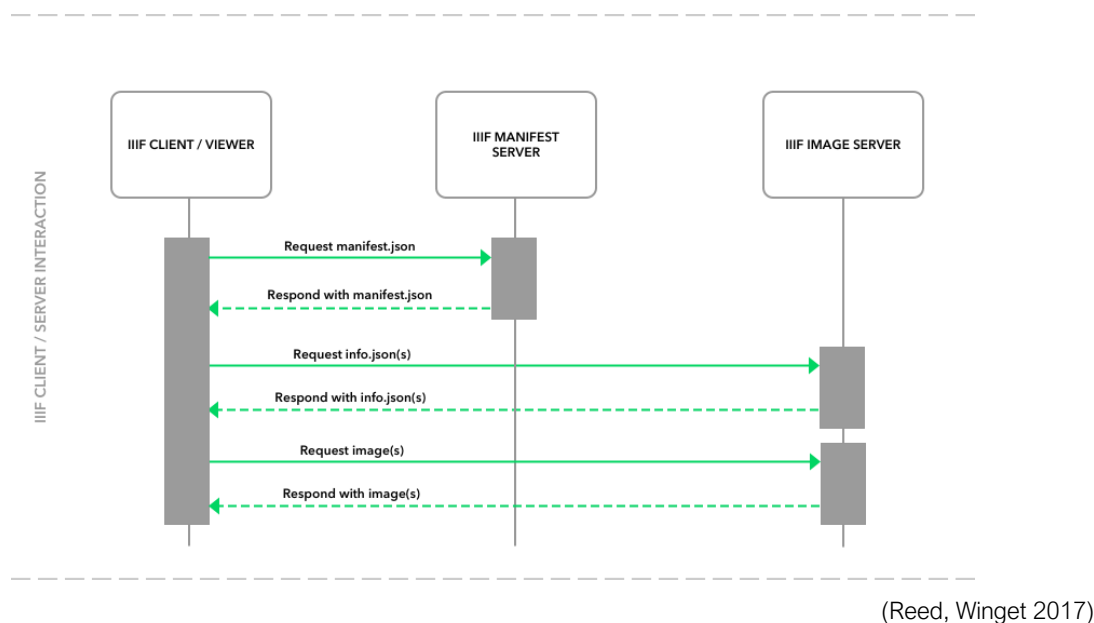 IIIF CLIENT / VIEWER
IIIF MANIFEST
SERVER
IIIF IMAGE SERVER
IIIF CLIENT / SERVER INTERACTION
Request manifest.json
Respond with manifest.json
Request info.json(s)
Respond with info.json(s)
Request image(s)
Respond with image(s)
(Reed, Winget 2017)